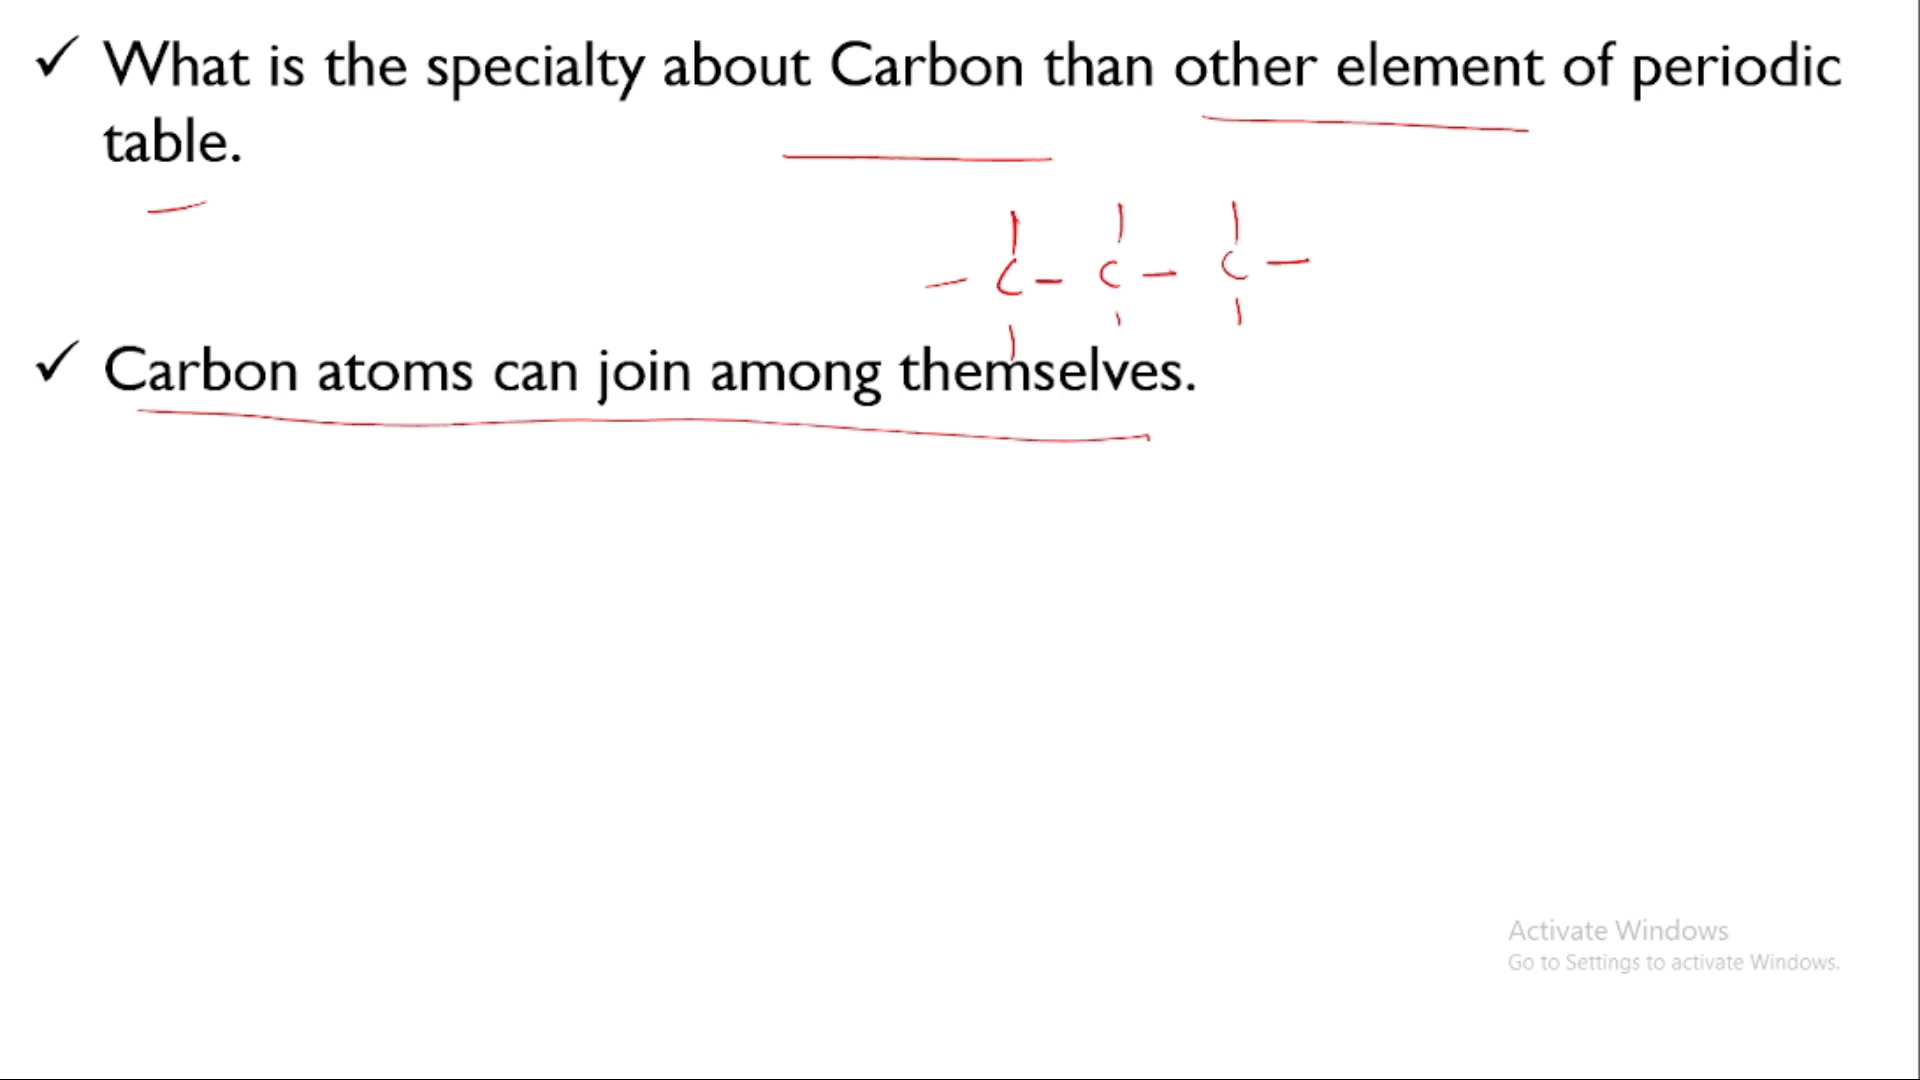 ✓ What is the specialty about Carbon than other element of periodic
table.
- C - C - C -
✓ Carbon atoms can join among themselves.
Activate Windows
Go to Settings to activate Windows.